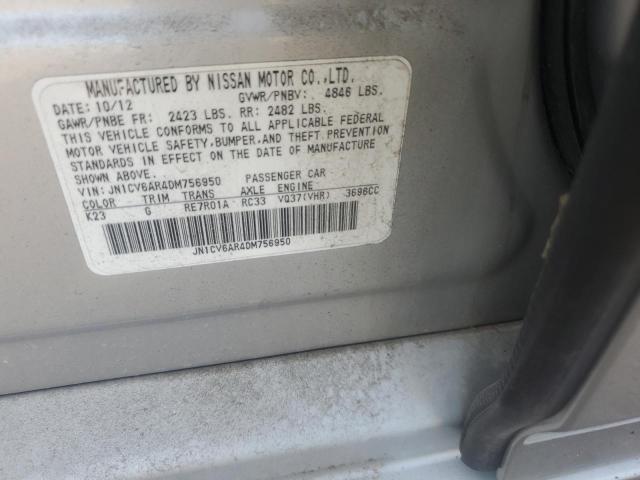 MANUFACTURED BY NISSAN MOTOR CO.,LTD.
DATE: 10/12 GVWR/PNBV: 4846 LBS.
GAWR/PNBE FR: 2423 LBS. RR: 2482 LBS.
THIS VEHICLE CONFORMS TO ALL APPLICABLE FEDERAL
MOTOR VEHICLE SAFETY,BUMPER,AND THEFT PREVENTION
STANDARDS IN EFFECT ON THE DATE OF MANUFACTURE
SHOWN ABOVE.
VIN:JN1CV6AR4DM756950 PASSENGER CAR
COLOR TRIM TRANS AXLE ENGINE
K23 G RE7R01A RC33 VQ37(VHR) 3696CC
JN1CV6AR4DM756950